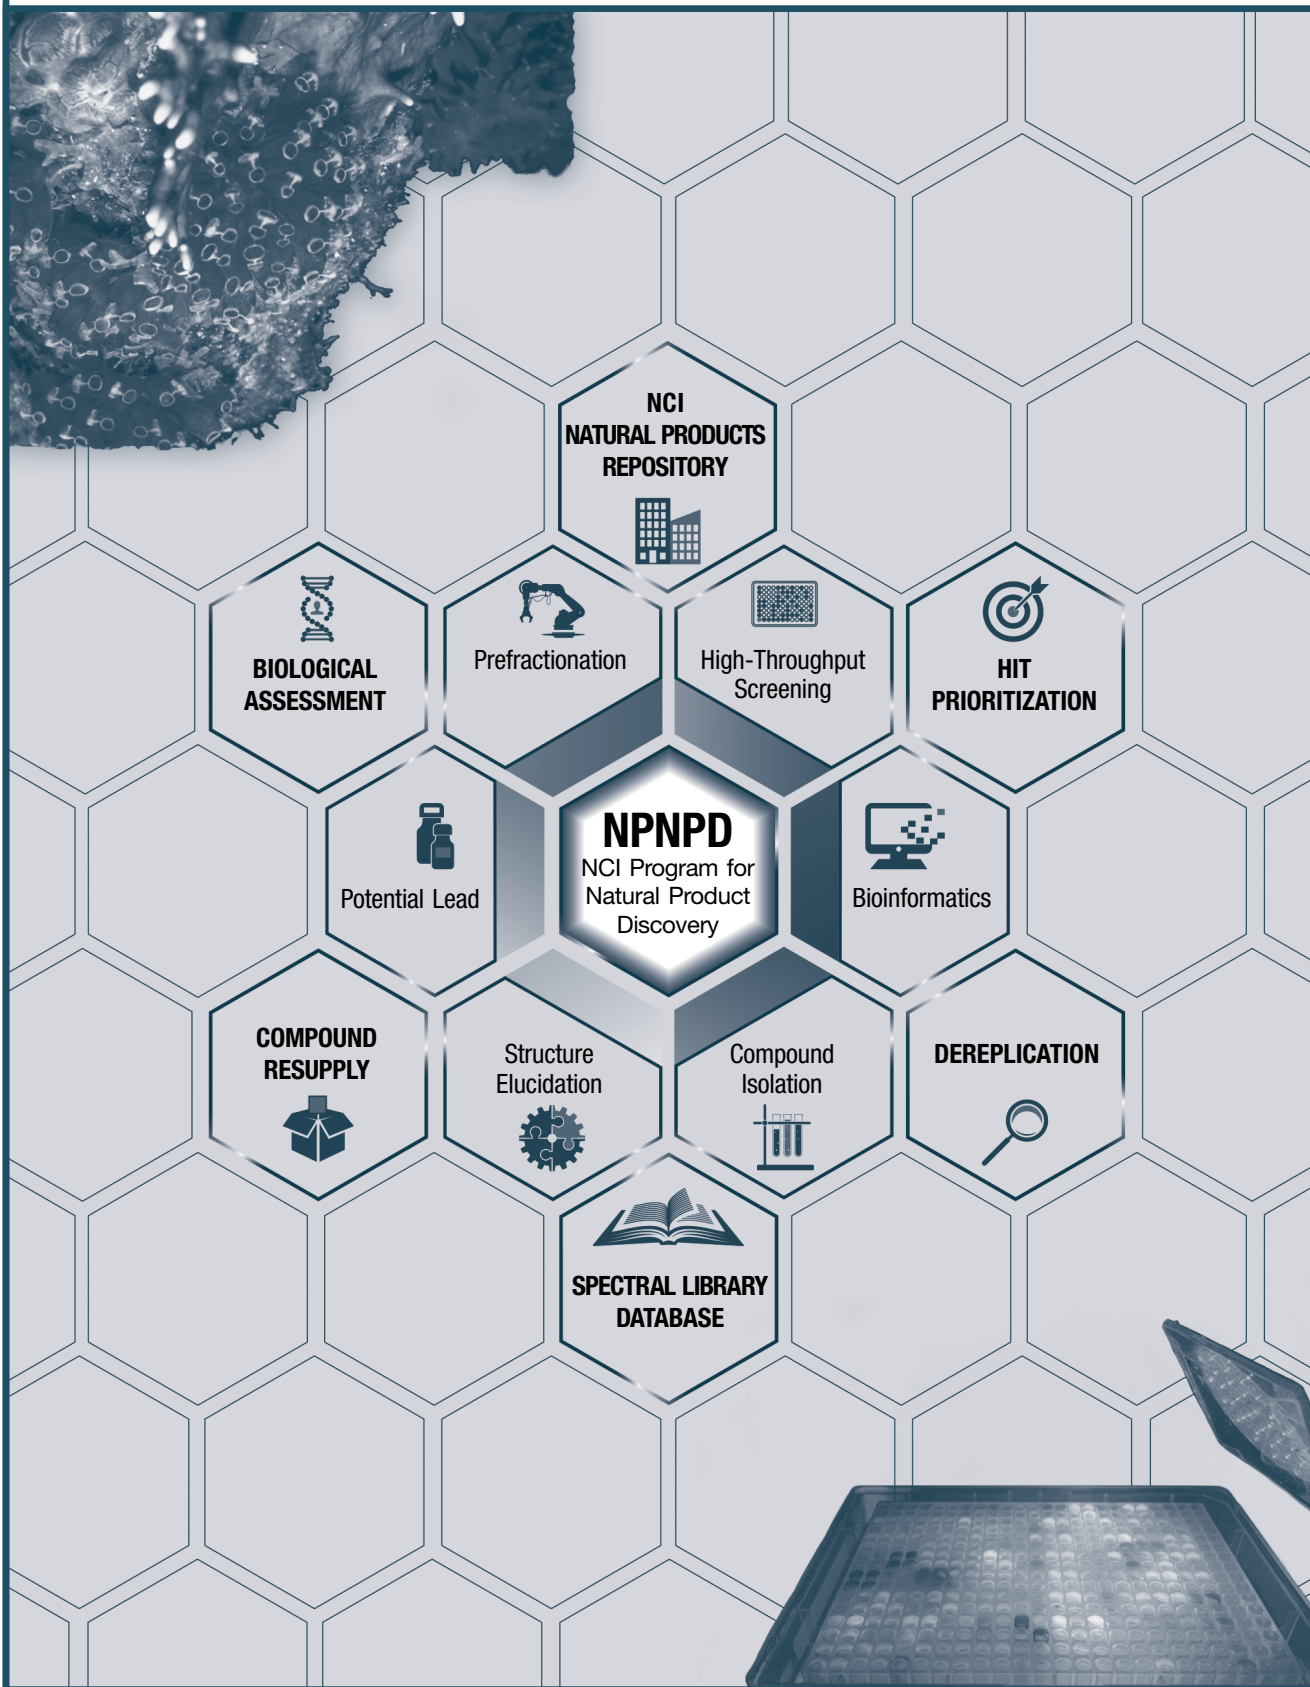 NCI
NATURAL PRODUCTS
REPOSITORY
BIOLOGICAL
ASSESSMENT
Prefractionation
High-Throughput
Screening
HIT
PRIORITIZATION
Potential Lead
NPNPD
NCI Program for
Natural Product
Discovery
Bioinformatics
COMPOUND
RESUPPLY
Structure
Elucidation
Compound
Isolation
DEREPLICATION
SPECTRAL LIBRARY
DATABASE